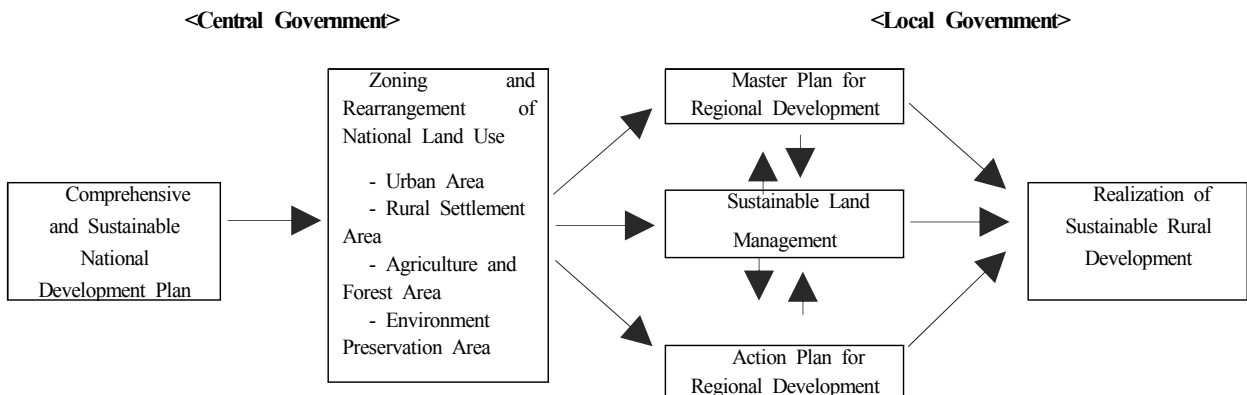 <Central Government>
<Local Government>
Comprehensive
and Sustainable
National
Development Plan
Zoning and
Rearrangement of
National Land Use
- Urban Area
- Rural Settlement
Area
- Agriculture and
Forest Area
- Environment
Preservation Area
Master Plan for
Regional Development
Sustainable Land
Management
Action Plan for
Regional Development
Realization of
Sustainable Rural
Development